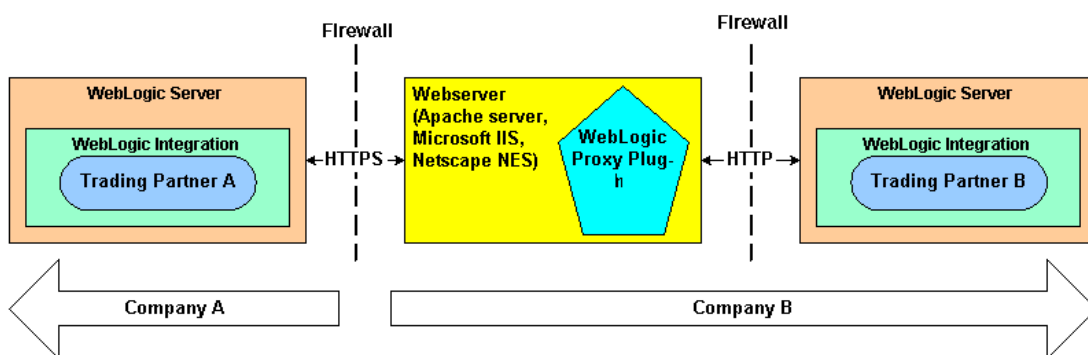 Firewall
Firewall
WebLogic Server
WebLogic Integration
Trading Partner A
HTTPS
Webserver
(Apache server,
Microsoft IIS,
Netscape NES)
WebLogic
Proxy Plug-
h
HTTP
WebLogic Server
WebLogic Integration
Trading Partner B
Company A
Company B